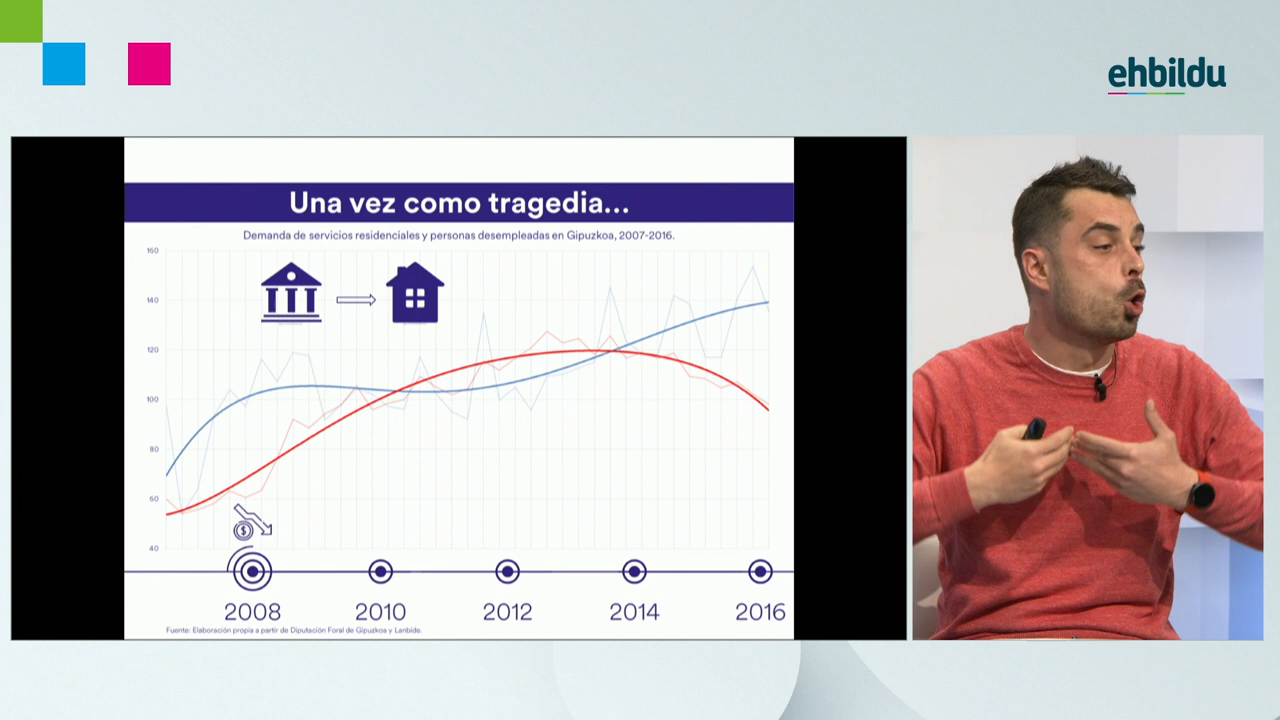 ehbildu
Una vez como tragedia...
Demanda de servicios residenciales y personas desempleadas en Gipuzkoa, 2007-2016.
160
140
120
100
80
60
40
$
2008 2010 2012 2014 2016
Fuente: Elaboración propia a partir de Diputación Foral de Gipuzkoa y Lanbide.